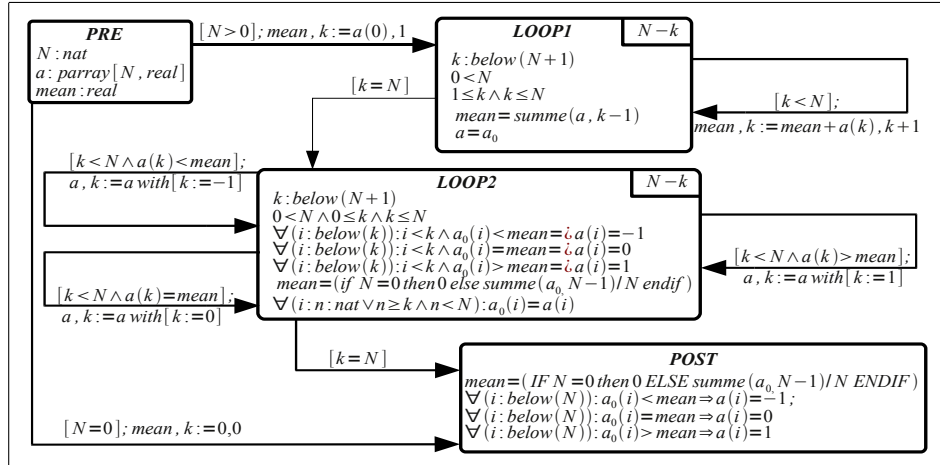 PRE
N : nat
a : parray[N , real]
mean : real
[N>0]; mean , k := a(0) , 1
LOOP1
N−k
k : below(N+1)
0<N
1≤k∧k≤N
mean=summe(a , k−1)
a=a₀
[k<N];
mean , k := mean+a(k) , k+1
[k=N]
[k<N∧a(k)<mean];
a , k := a with[k:=−1]
LOOP2
N−k
k : below(N+1)
0<N∧0≤k∧k≤N
∀(i : below(k)): i<k∧a₀(i)<mean=¿a(i)=−1
∀(i : below(k)): i<k∧a₀(i)=mean=¿a(i)=0
∀(i : below(k)): i<k∧a₀(i)>mean=¿a(i)=1
mean=(if N=0 then 0 else summe(a₀, N−1)/N endif)
∀(i : n : nat∨n≥k∧n<N): a₀(i)=a(i)
[k<N∧a(k)>mean];
a , k := a with[k:=1]
[k<N∧a(k)=mean];
a , k := a with[k:=0]
[k=N]
POST
mean=(IF N=0 then 0 ELSE summe(a₀, N−1)/N ENDIF)
∀(i : below(N)): a₀(i)<mean⇒a(i)=−1;
∀(i : below(N)): a₀(i)=mean⇒a(i)=0
∀(i : below(N)): a₀(i)>mean⇒a(i)=1
[N=0]; mean , k := 0,0